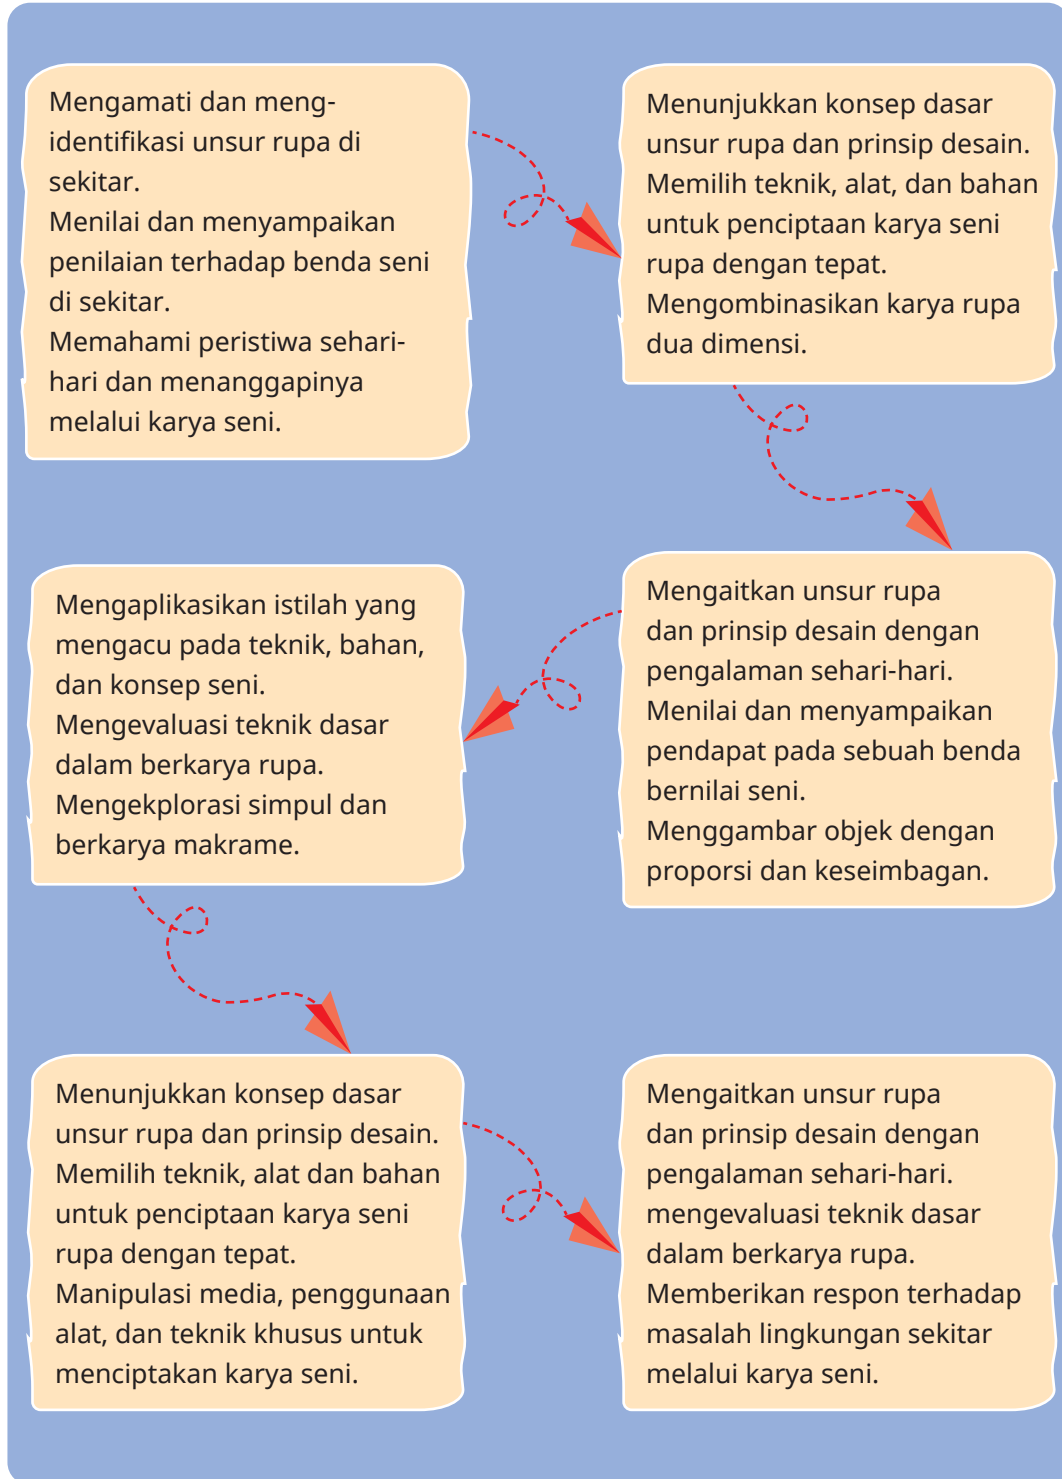 Mengamati dan meng-
identifikasi unsur rupa di
sekitar.
Menilai dan menyampaikan
penilaian terhadap benda seni
di sekitar.
Memahami peristiwa sehari-
hari dan menanggapinya
melalui karya seni.
Menunjukkan konsep dasar
unsur rupa dan prinsip desain.
Memilih teknik, alat, dan bahan
untuk penciptaan karya seni
rupa dengan tepat.
Mengombinasikan karya rupa
dua dimensi.
Mengaitkan unsur rupa
dan prinsip desain dengan
pengalaman sehari-hari.
Menilai dan menyampaikan
pendapat pada sebuah benda
bernilai seni.
Menggambar objek dengan
proporsi dan keseimbagan.
Mengaplikasikan istilah yang
mengacu pada teknik, bahan,
dan konsep seni.
Mengevaluasi teknik dasar
dalam berkarya rupa.
Mengekplorasi simpul dan
berkarya makrame.
Menunjukkan konsep dasar
unsur rupa dan prinsip desain.
Memilih teknik, alat dan bahan
untuk penciptaan karya seni
rupa dengan tepat.
Manipulasi media, penggunaan
alat, dan teknik khusus untuk
menciptakan karya seni.
Mengaitkan unsur rupa
dan prinsip desain dengan
pengalaman sehari-hari.
mengevaluasi teknik dasar
dalam berkarya rupa.
Memberikan respon terhadap
masalah lingkungan sekitar
melalui karya seni.